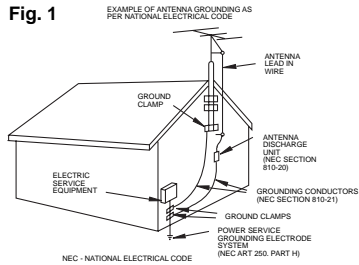 Fig. 1
EXAMPLE OF ANTENNA GROUNDING AS
PER NATIONAL ELECTRICAL CODE
ANTENNA
LEAD IN
WIRE
GROUND
CLAMP
ANTENNA
DISCHARGE
UNIT
(NEC SECTION
810-20)
ELECTRIC
SERVICE
EQUIPMENT
GROUNDING CONDUCTORS
(NEC SECTION 810-21)
GROUND CLAMPS
POWER SERVICE
GROUNDING ELECTRODE
SYSTEM
(NEC ART 250. PART H)
NEC - NATIONAL ELECTRICAL CODE